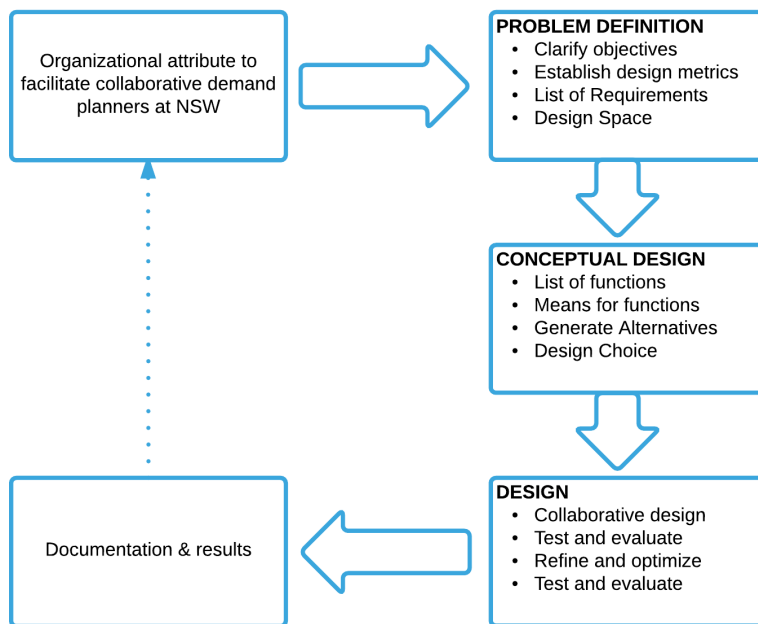 Organizational attribute to
facilitate collaborative demand
planners at NSW
PROBLEM DEFINITION
• Clarify objectives
• Establish design metrics
• List of Requirements
• Design Space
CONCEPTUAL DESIGN
• List of functions
• Means for functions
• Generate Alternatives
• Design Choice
DESIGN
• Collaborative design
• Test and evaluate
• Refine and optimize
• Test and evaluate
Documentation & results